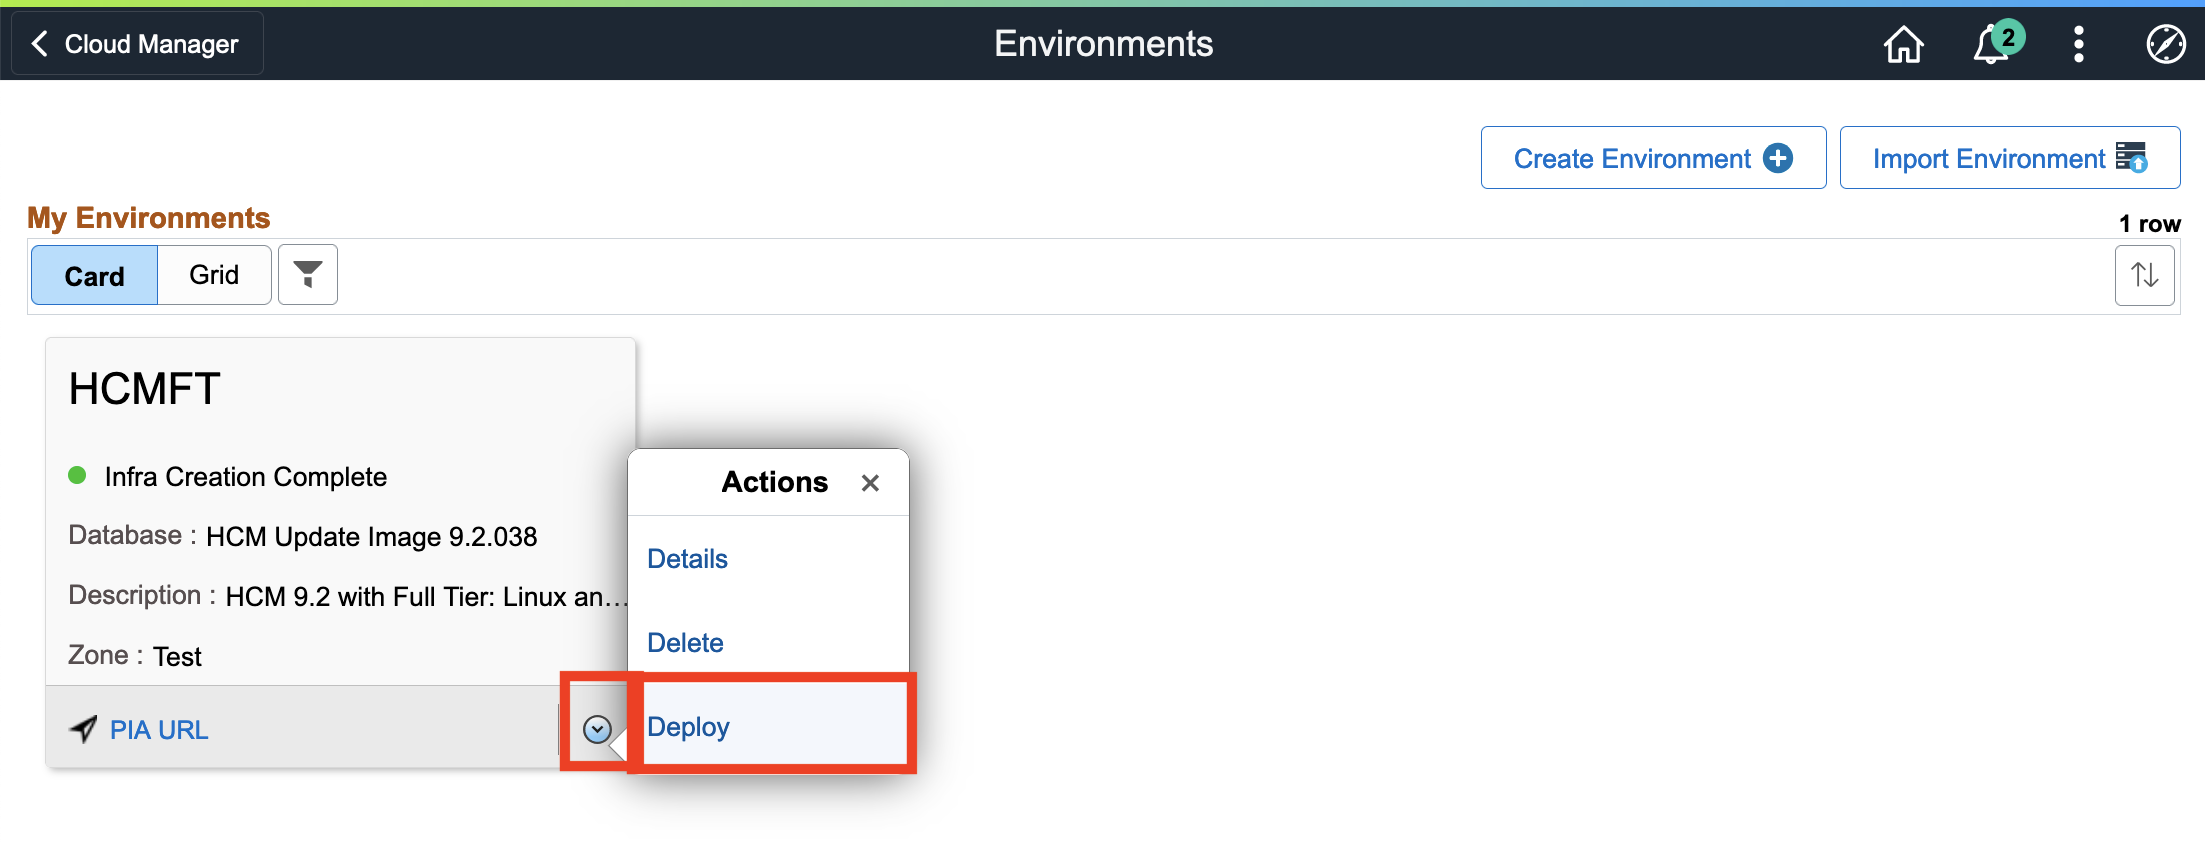 Cloud Manager
Environments
2
Create Environment
Import Environment
My Environments
1 row
Card
Grid
HCMFT
Infra Creation Complete
Database : HCM Update Image 9.2.038
Description : HCM 9.2 with Full Tier: Linux an...
Zone : Test
PIA URL
Actions
Details
Delete
Deploy